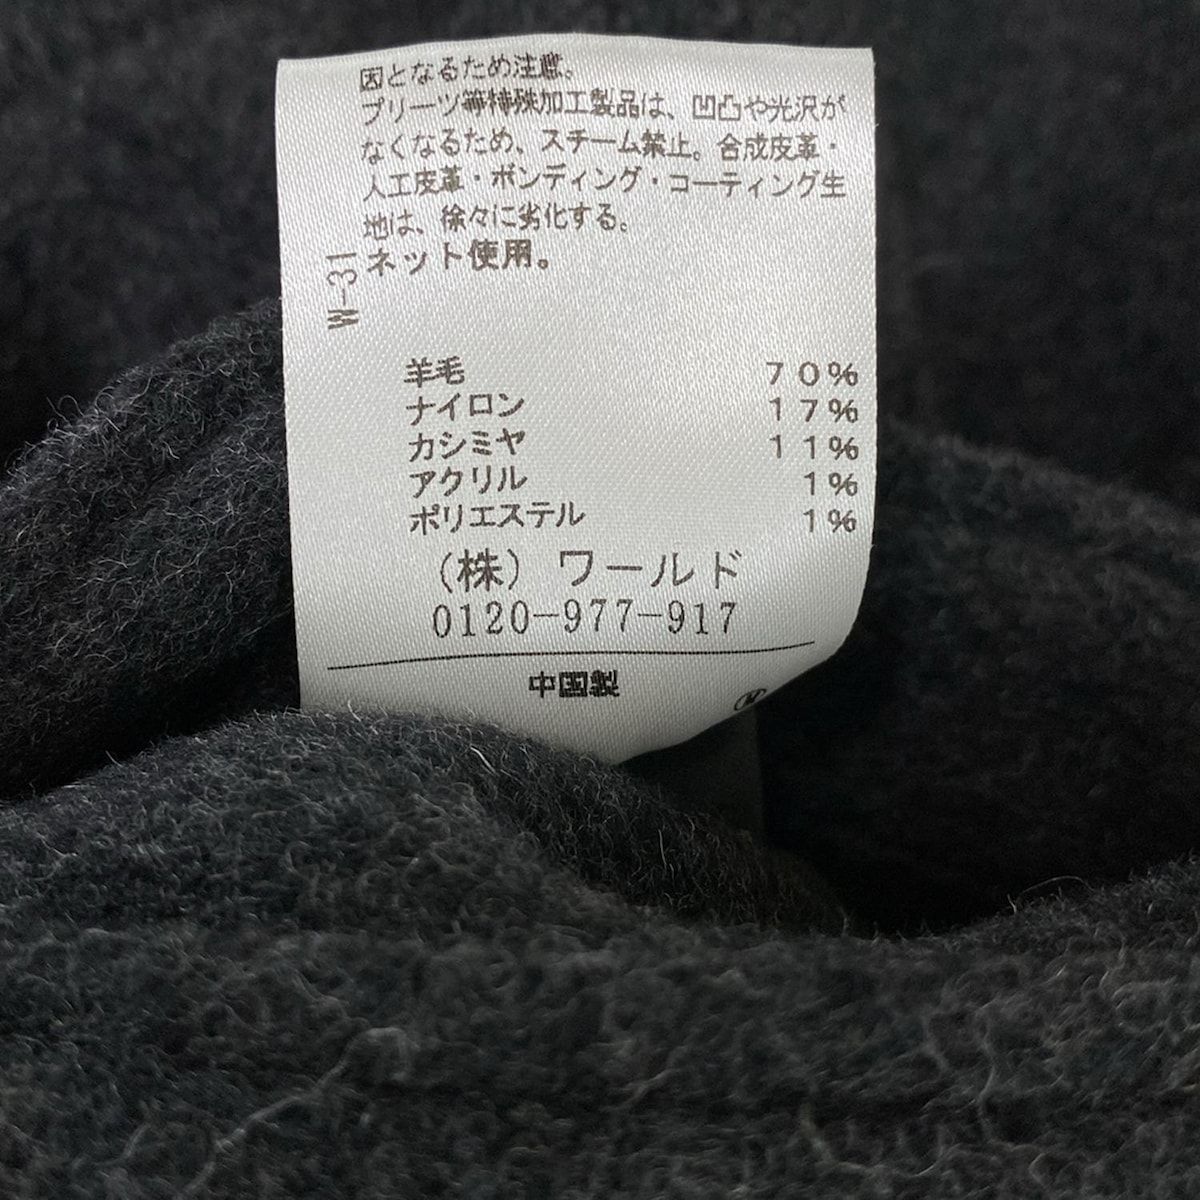 因となるため注意。
プリーツ等特殊加工製品は、凹凸や光沢が
なくなるため、スチーム禁止。合成皮革・
人工皮革・ボンディング・コーティング生
地は、徐々に劣化する。
ネット使用。
W-31
羊毛 70%
ナイロン 17%
カシミヤ 11%
アクリル 1%
ポリエステル 1%
(株) ワールド
0120-977-917
中国製
M